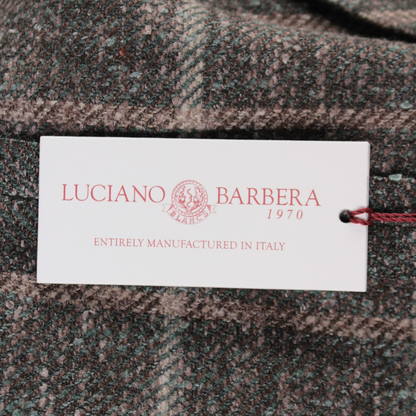 LUCIANO BARBERA
1970
ENTIRELY MANUFACTURED IN ITALY